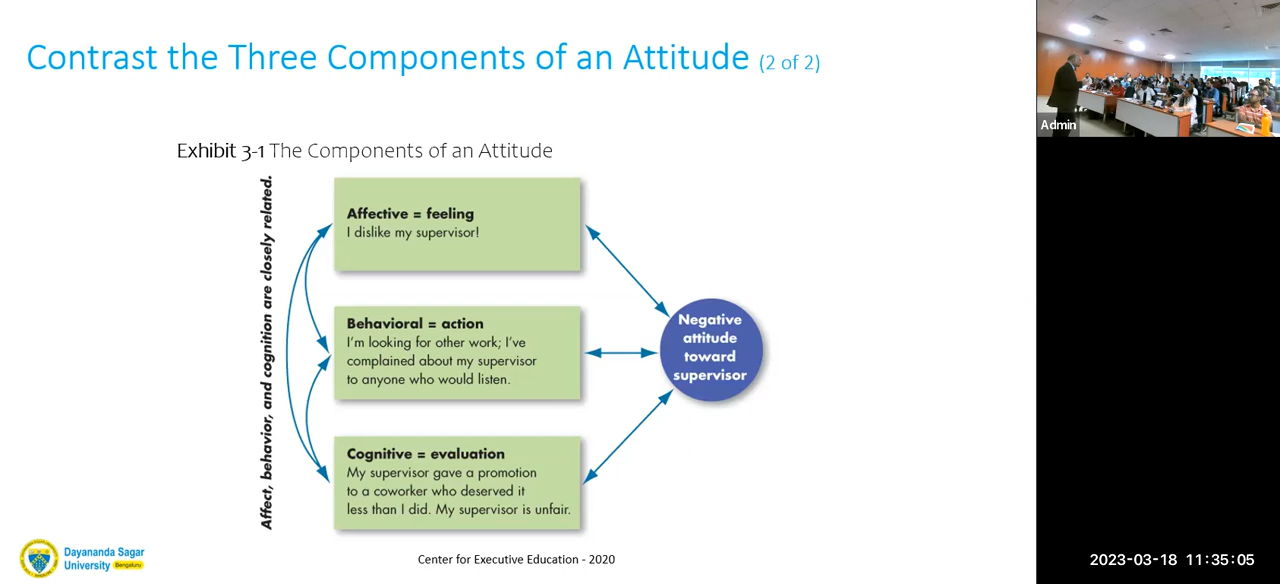 Contrast the Three Components of an Attitude (2 of 2)
Admin
Exhibit 3-1 The Components of an Attitude
Affect, behavior, and cognition are closely related.
Affective = feeling
I dislike my supervisor!
Behavioral = action
I'm looking for other work; I've
complained about my supervisor
to anyone who would listen.
Cognitive = evaluation
My supervisor gave a promotion
to a coworker who deserved it
less than I did. My supervisor is unfair.
Negative
attitude
toward
supervisor
Dayananda Sagar
University Bengaluru
Center for Executive Education - 2020
2023-03-18 11:35:05